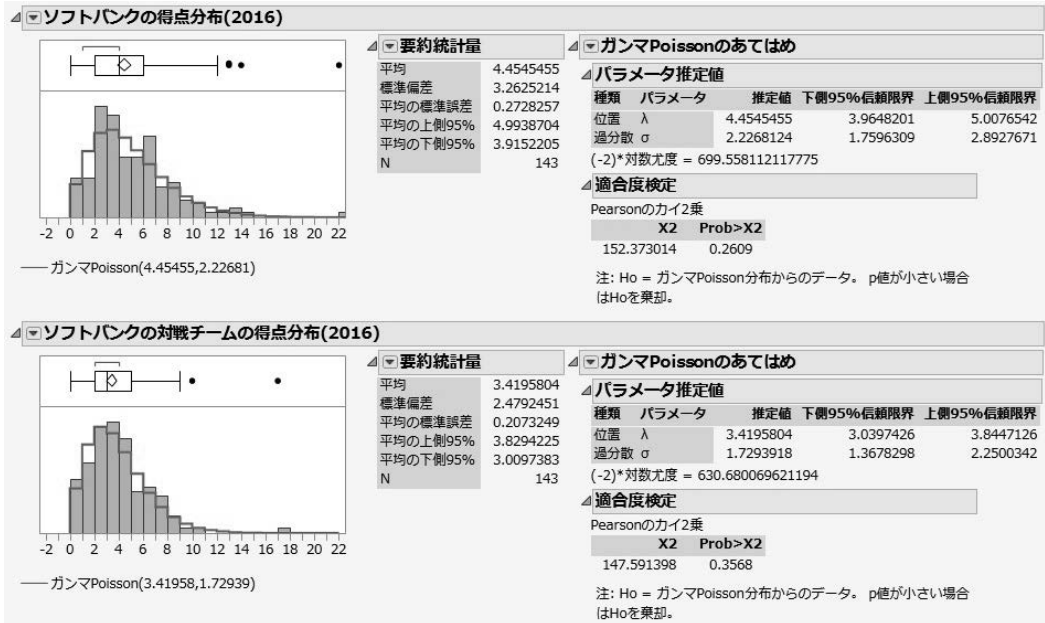 ソフトバンクの得点分布(2016)
-2 0 2 4 6 8 10 12 14 16 18 20 22
ガンマPoisson(4.45455,2.22681)
要約統計量
平均 4.4545455
標準偏差 3.2625214
平均の標準誤差 0.2728257
平均の上側95% 4.9938704
平均の下側95% 3.9152205
N 143
ガンマPoissonのあてはめ
パラメータ推定値
種類 パラメータ 推定値 下側95%信頼限界 上側95%信頼限界
位置 λ 4.4545455 3.9648201 5.0076542
過分散 σ 2.2268124 1.7596309 2.8927671
(-2)*対数尤度 = 699.558112117775
適合度検定
Pearsonのカイ2乗
X2 Prob>X2
152.373014 0.2609
注: Ho = ガンマPoisson分布からのデータ。 p値が小さい場合
はHoを棄却。
ソフトバンクの対戦チームの得点分布(2016)
-2 0 2 4 6 8 10 12 14 16 18 20 22
ガンマPoisson(3.41958,1.72939)
要約統計量
平均 3.4195804
標準偏差 2.4792451
平均の標準誤差 0.2073249
平均の上側95% 3.8294225
平均の下側95% 3.0097383
N 143
ガンマPoissonのあてはめ
パラメータ推定値
種類 パラメータ 推定値 下側95%信頼限界 上側95%信頼限界
位置 λ 3.4195804 3.0397426 3.8447126
過分散 σ 1.7293918 1.3678298 2.2500342
(-2)*対数尤度 = 630.680069621194
適合度検定
Pearsonのカイ2乗
X2 Prob>X2
147.591398 0.3568
注: Ho = ガンマPoisson分布からのデータ。 p値が小さい場合
はHoを棄却。